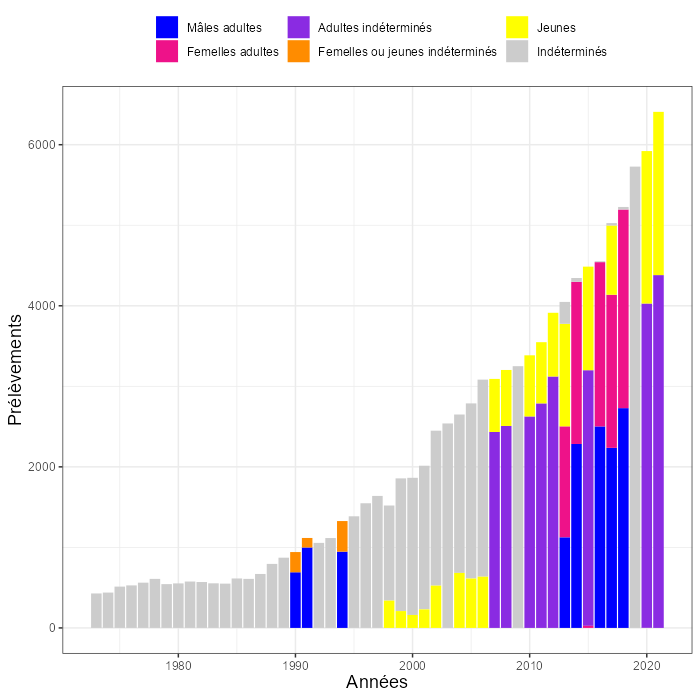 Mâles adultes
Adultes indéterminés
Jeunes
Femelles adultes
Femelles ou jeunes indéterminés
Indéterminés
Prélèvements
6000
4000
2000
0
1980
1990
2000
2010
2020
Années